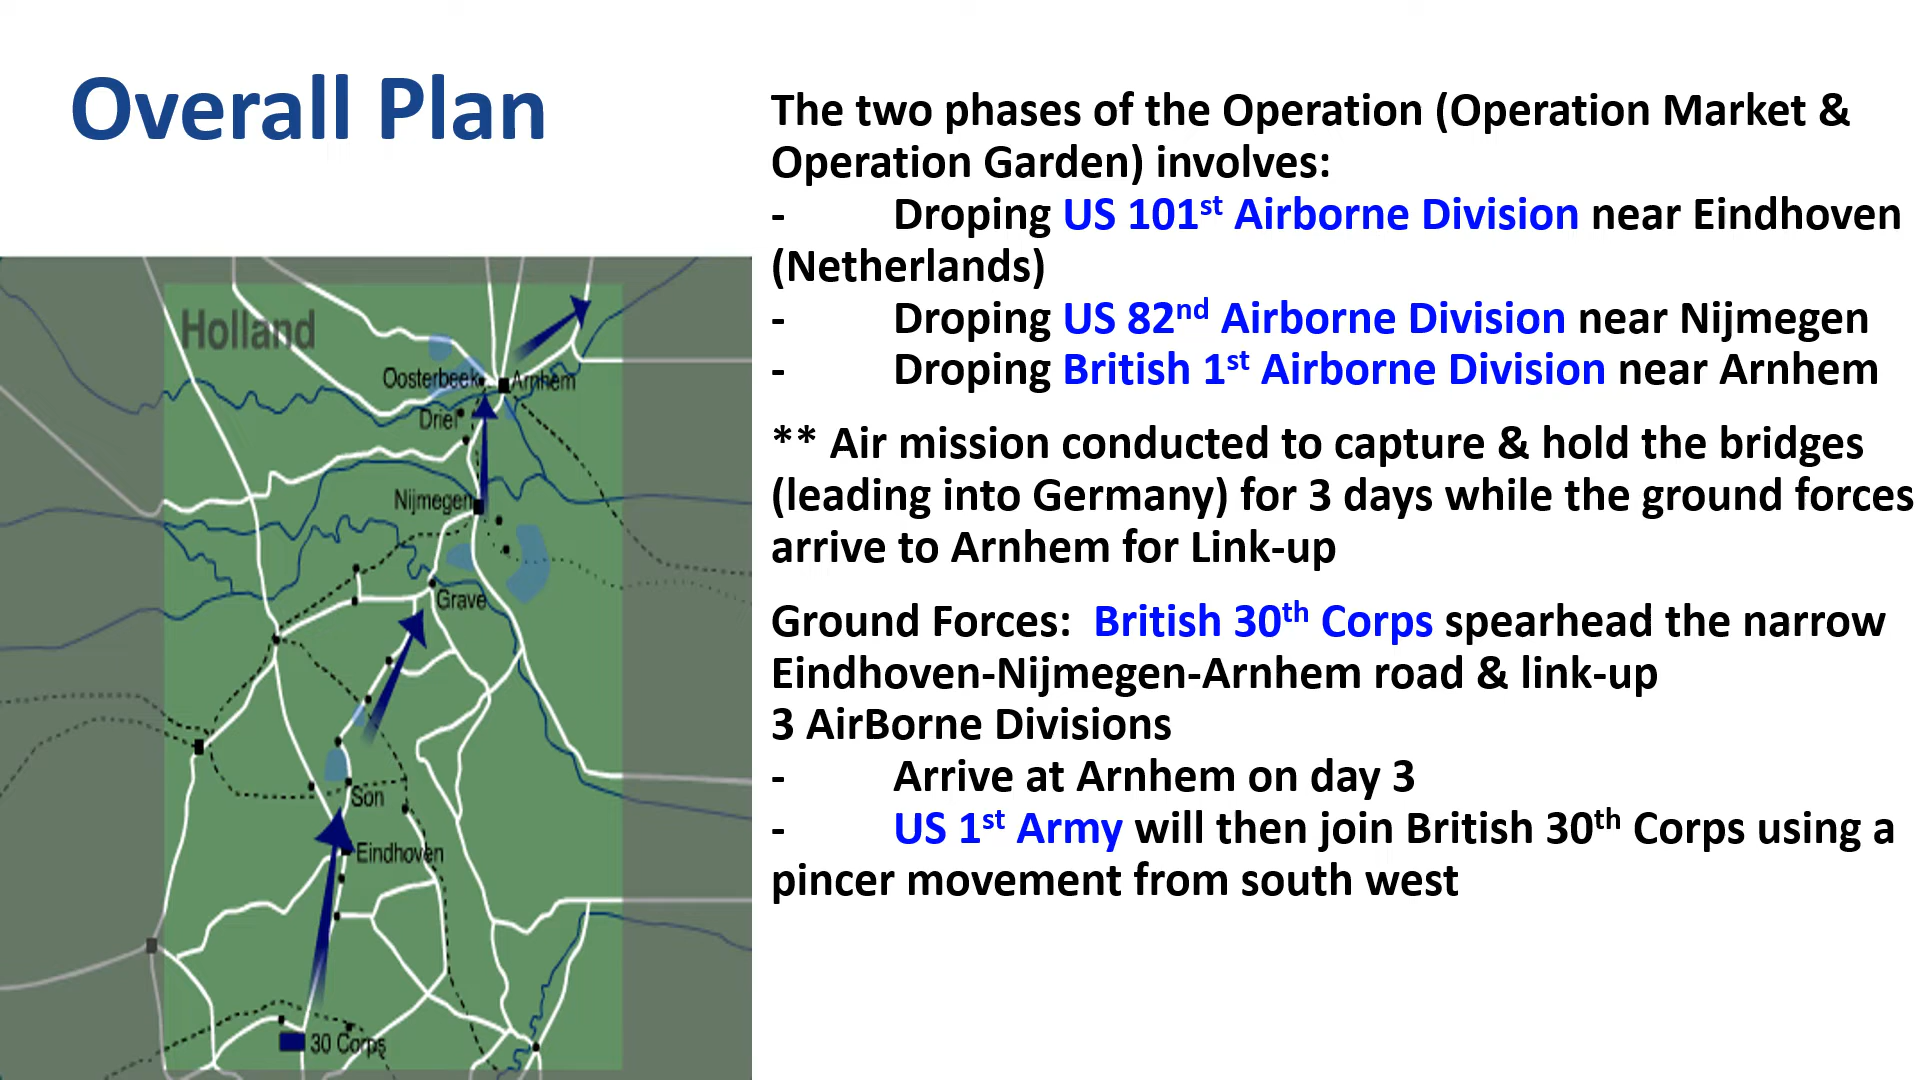 Overall Plan
The two phases of the Operation (Operation Market &
Operation Garden) involves:
- Droping US 101st Airborne Division near Eindhoven
(Netherlands)
- Droping US 82nd Airborne Division near Nijmegen
- Droping British 1st Airborne Division near Arnhem
** Air mission conducted to capture & hold the bridges
(leading into Germany) for 3 days while the ground forces
arrive to Arnhem for Link-up
Ground Forces: British 30th Corps spearhead the narrow
Eindhoven-Nijmegen-Arnhem road & link-up
3 AirBorne Divisions
- Arrive at Arnhem on day 3
- US 1st Army will then join British 30th Corps using a
pincer movement from south west
Holland
Oosterbeek
Arnhem
Driel
Nijmegen
Grave
Son
Eindhoven
30 Corps